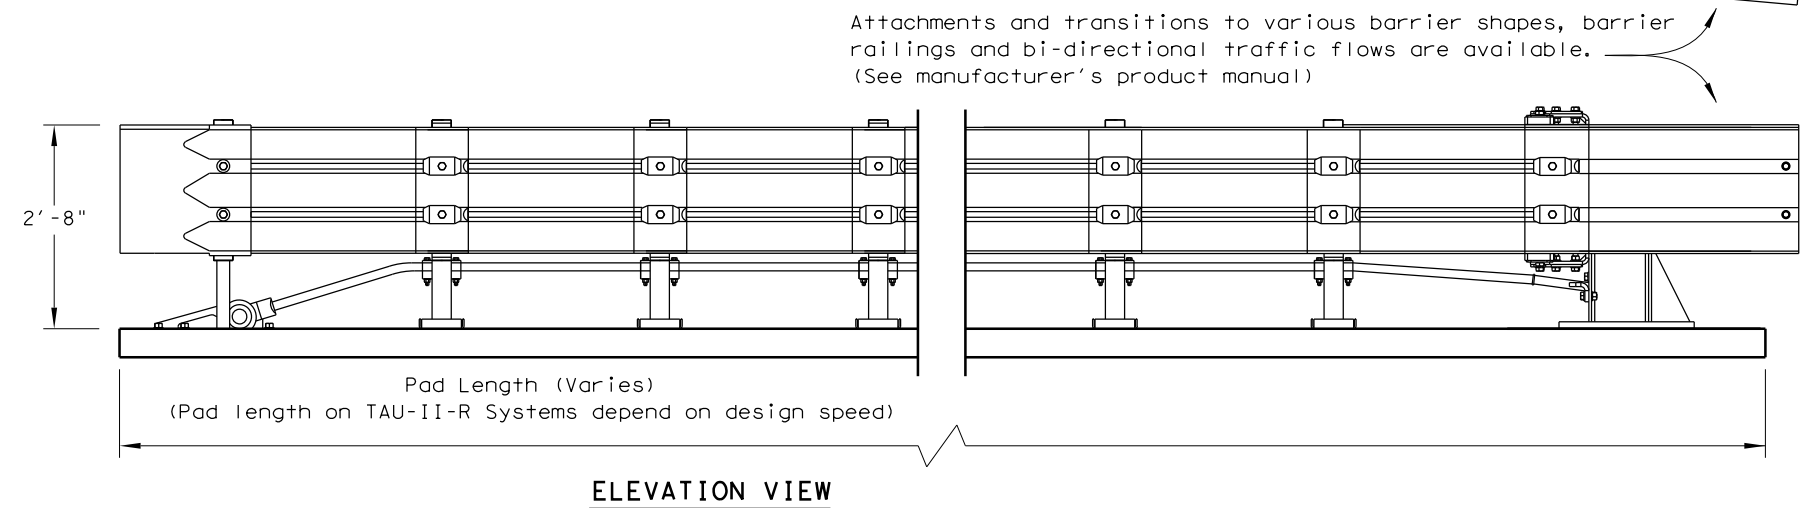 Attachments and transitions to various barrier shapes, barrier
railings and bi-directional traffic flows are available.
(See manufacturer's product manual)
2'-8"
Pad Length (Varies)
(Pad length on TAU-II-R Systems depend on design speed)
ELEVATION VIEW